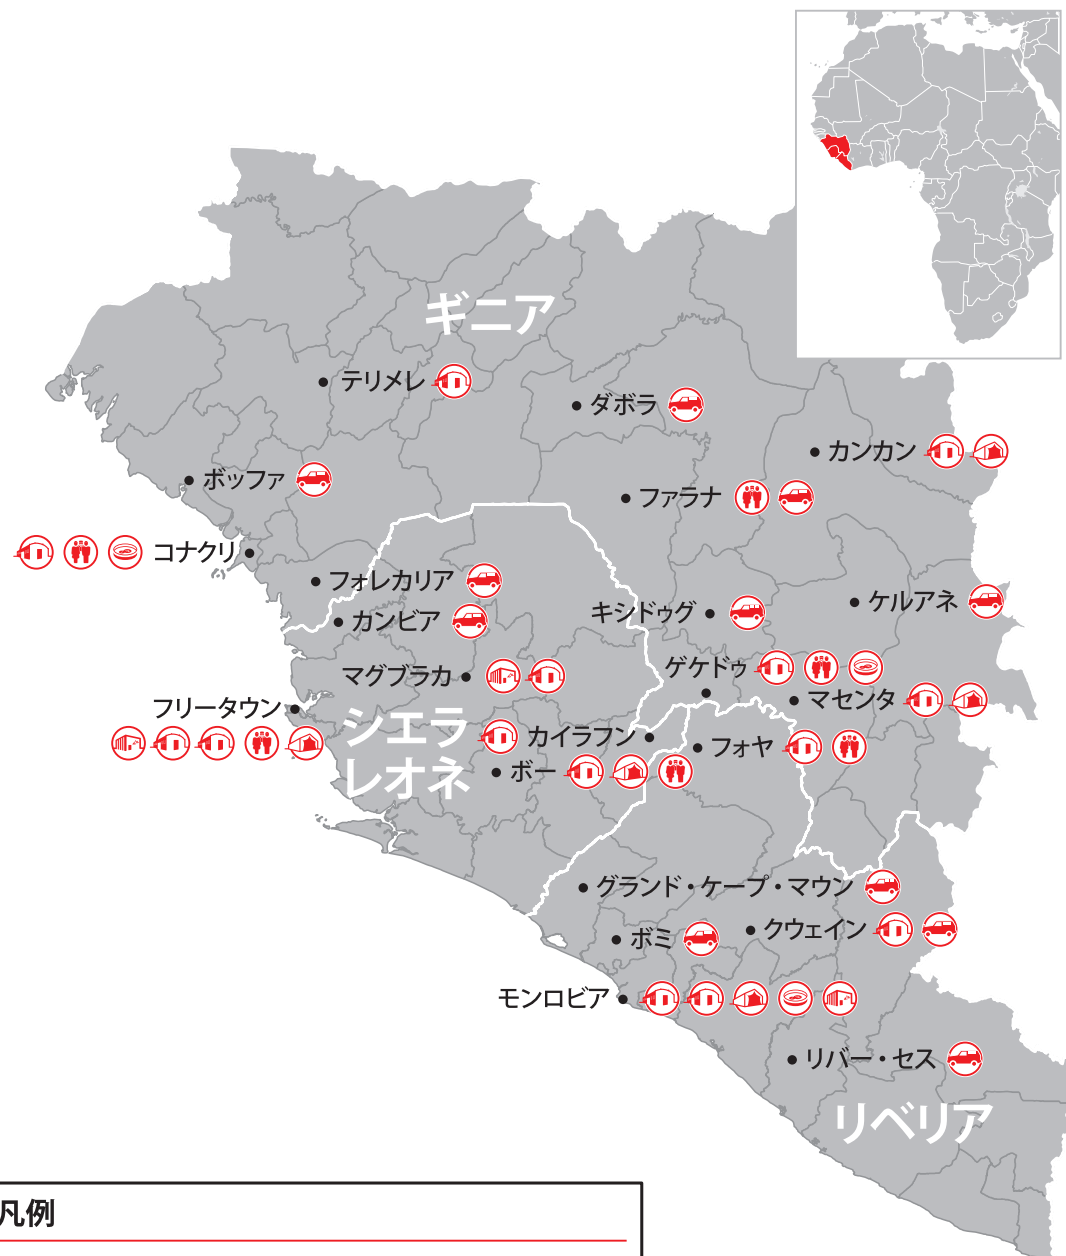 ギニア
テリメレ
ダボラ
カンカン
ボッファ
ファラナ
コナクリ
フォレカリア
カンビア
キシドゥグ
ケルアネ
マグブラカ
ゲケドゥ
マセンタ
フリータウン
シエラ
レオネ
カイラフン
フォヤ
ボー
グランド・ケープ・マウン
クウェイン
ボミ
モンロビア
リバー・セス
リベリア
凡例